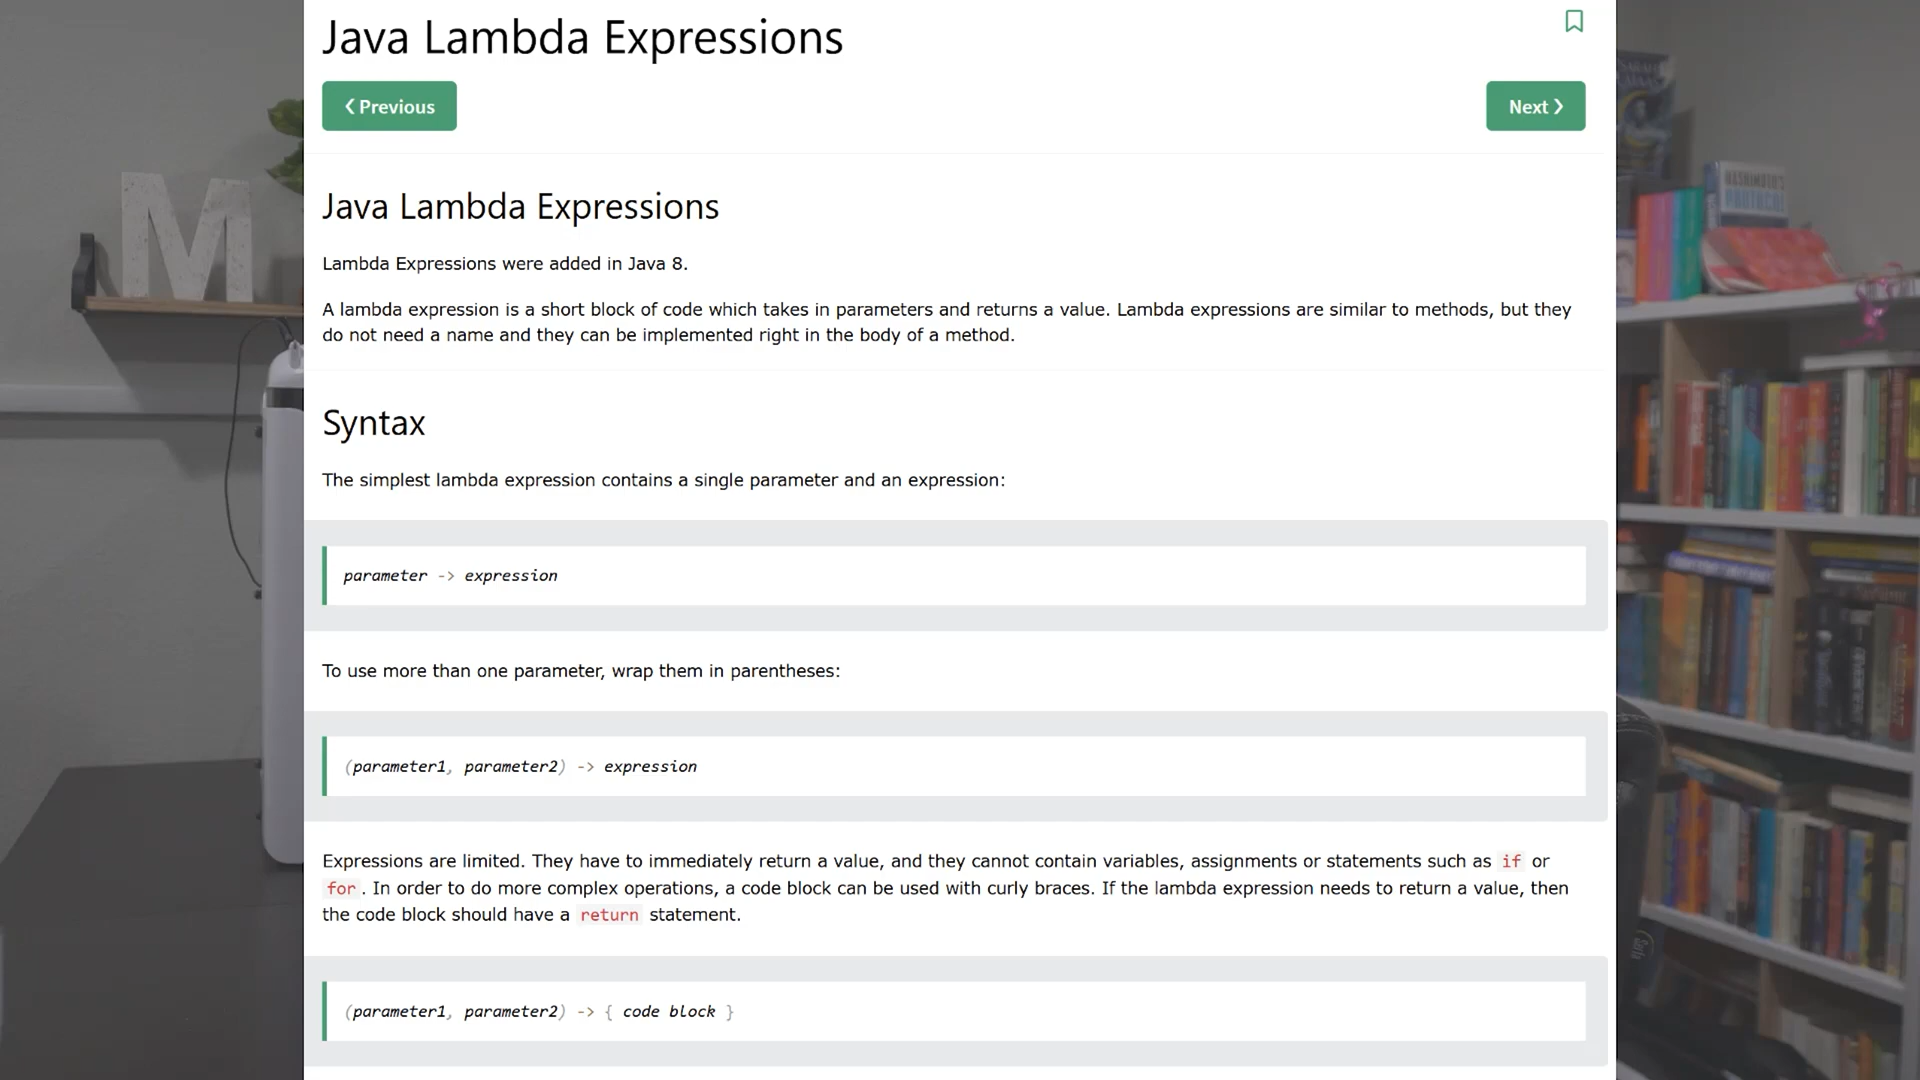 Java Lambda Expressions
❮ Previous
Next ❯
Java Lambda Expressions
Lambda Expressions were added in Java 8.
A lambda expression is a short block of code which takes in parameters and returns a value. Lambda expressions are similar to methods, but they
do not need a name and they can be implemented right in the body of a method.
Syntax
The simplest lambda expression contains a single parameter and an expression:
parameter -> expression
To use more than one parameter, wrap them in parentheses:
(parameter1, parameter2) -> expression
Expressions are limited. They have to immediately return a value, and they cannot contain variables, assignments or statements such as if or
for . In order to do more complex operations, a code block can be used with curly braces. If the lambda expression needs to return a value, then
the code block should have a return statement.
(parameter1, parameter2) -> { code block }
M
HASHIMOTO'S
PROTOCOL